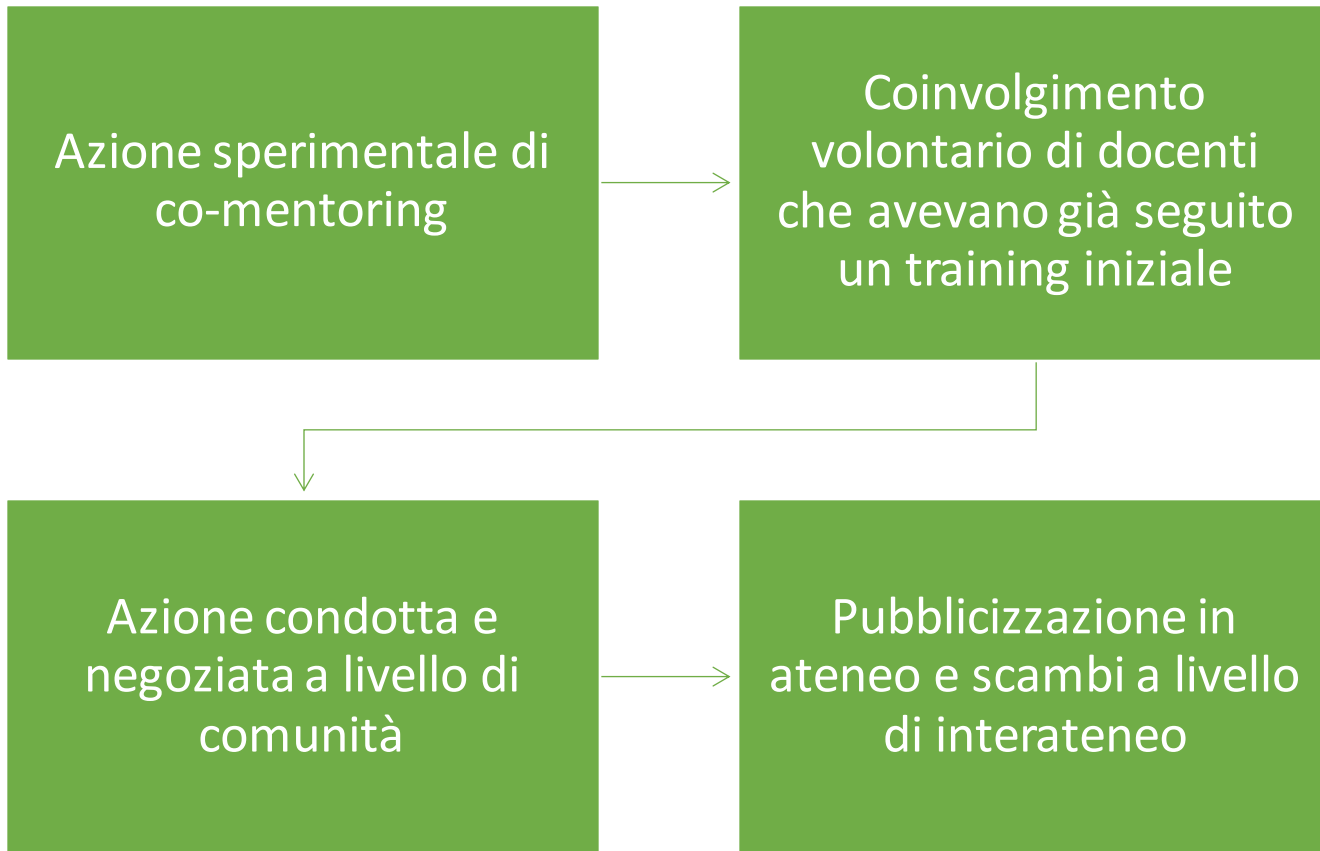 Azione sperimentale di
co-mentoring
Coinvolgimento
volontario di docenti
che avevano già seguito
un training iniziale
Azione condotta e
negoziata a livello di
comunità
Pubblicizzazione in
ateneo e scambi a livello
di interateneo